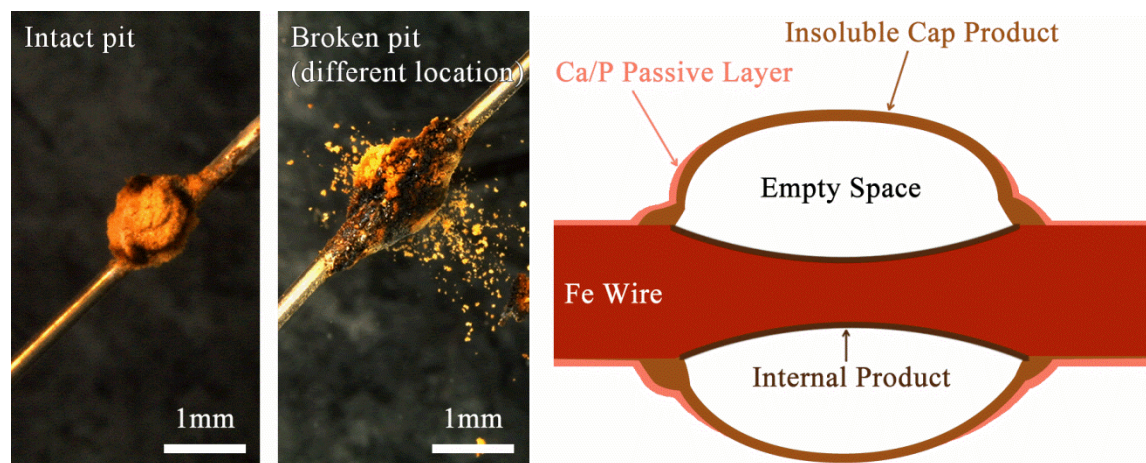 Intact pit
1mm
Broken pit
(different location)
1mm
Insoluble Cap Product
Ca/P Passive Layer
Empty Space
Fe Wire
Internal Product